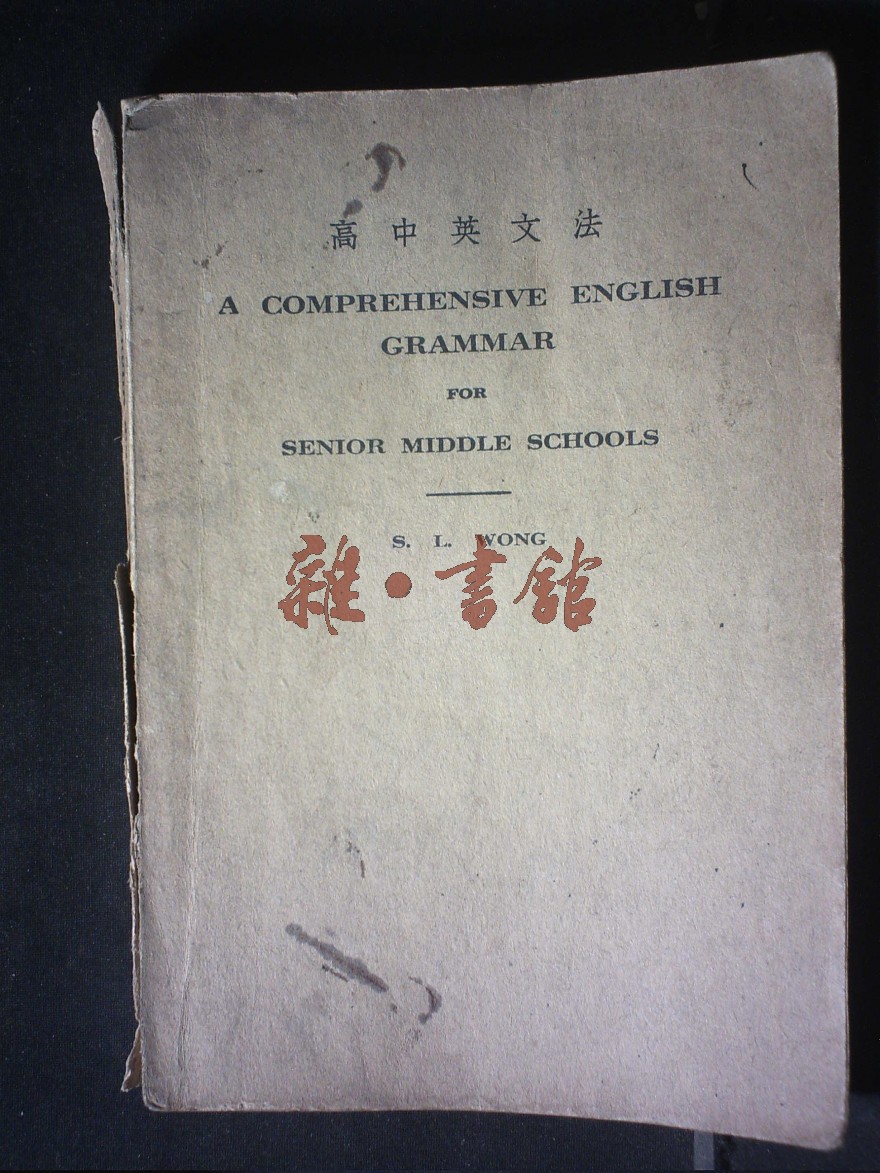 高中英文法
A COMPREHENSIVE ENGLISH
GRAMMAR
FOR
SENIOR MIDDLE SCHOOLS
S. L. WONG
雜·書館